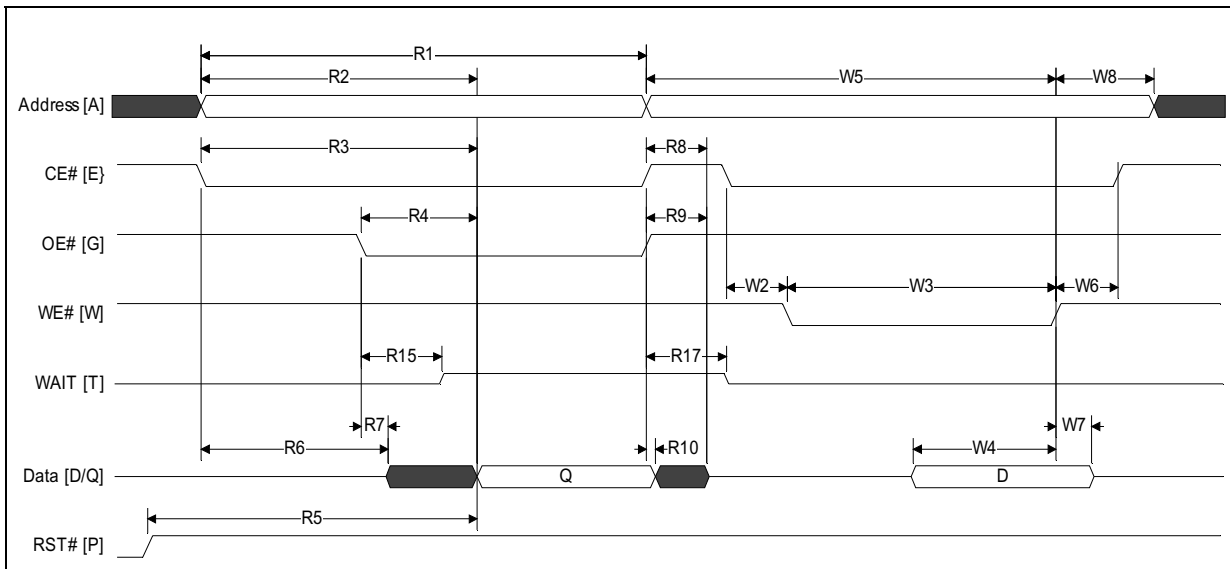 R1
R2
W5
W8
Address [A]
R3
R8
CE# [E}
R4
R9
OE# [G]
W2
W3
W6
WE# [W]
R15
R17
WAIT [T]
R7
W7
R6
R10
W4
Data [D/Q]
Q
D
R5
RST# [P]